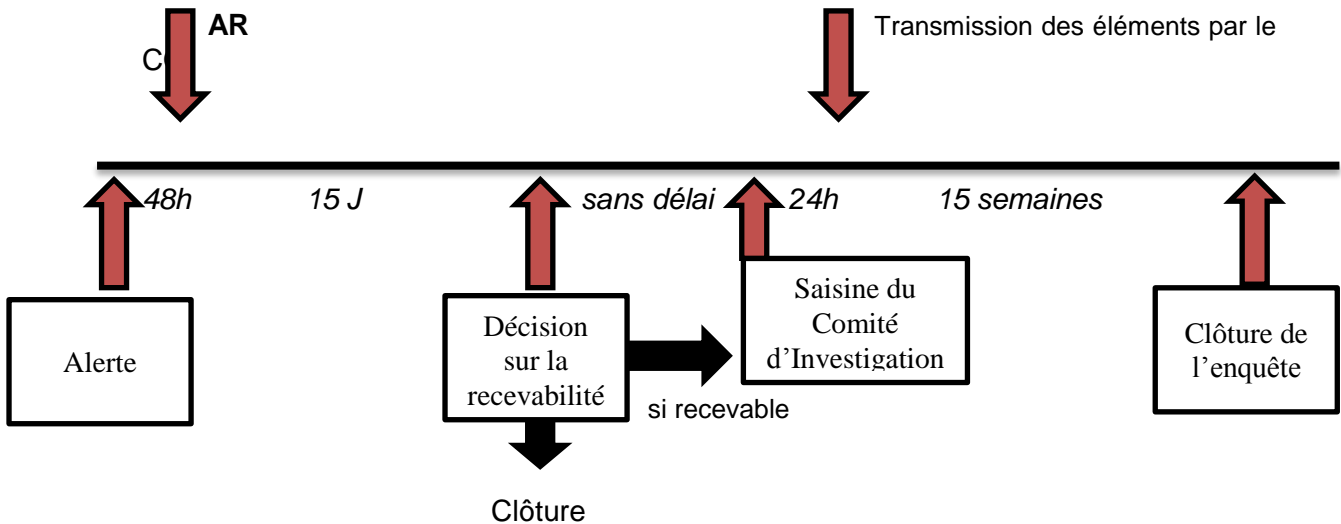 AR
Transmission des éléments par le
48h
15 J
sans délai
24h
15 semaines
Alerte
Décision
sur la
recevabilité
si recevable
Clôture
Saisine du
Comité
d’Investigation
Clôture de
l’enquête